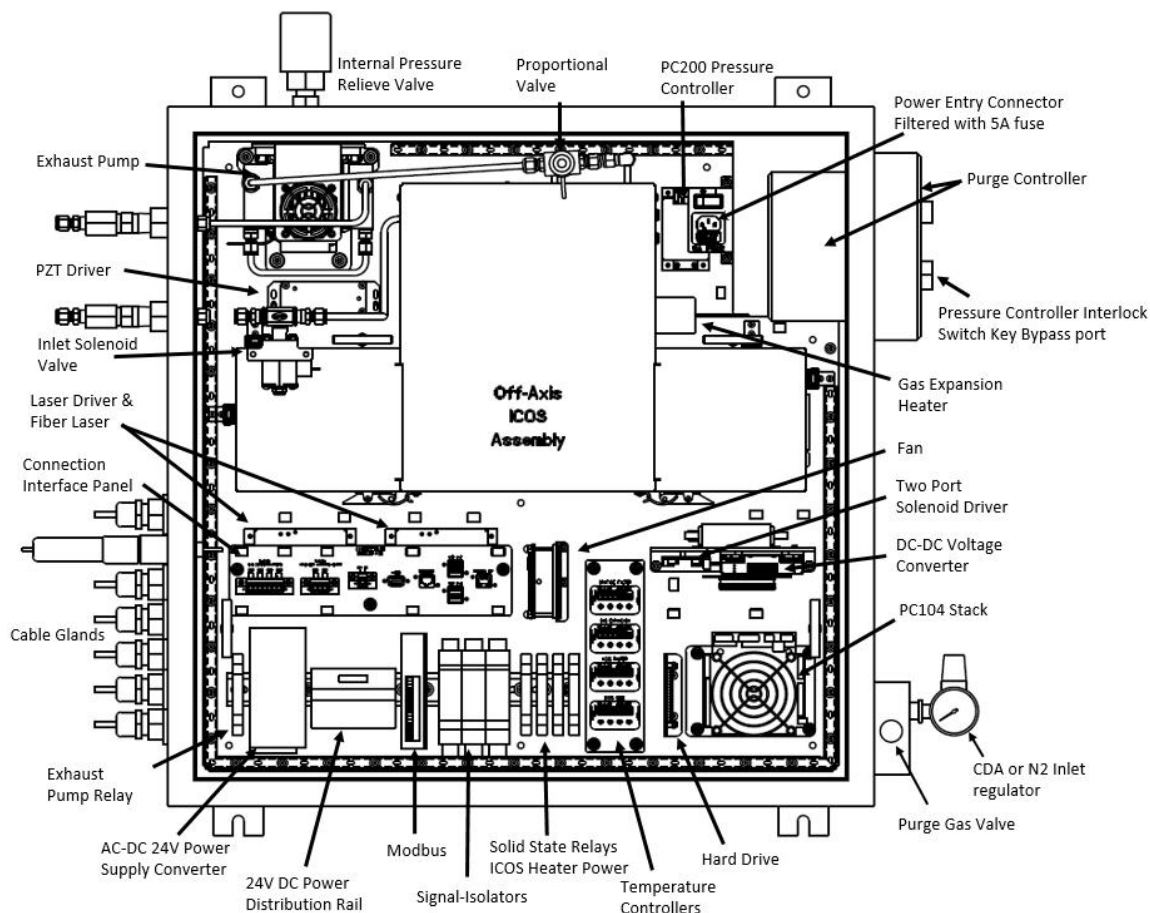 Internal Pressure
Relieve Valve
Proportional
Valve
PC200 Pressure
Controller
Power Entry Connector
Filtered with 5A fuse
Exhaust Pump
Purge Controller
PZT Driver
Inlet Solenoid
Valve
Pressure Controller Interlock
Switch Key Bypass port
Gas Expansion
Heater
Off-Axis
ICOS
Assembly
Laser Driver &
Fiber Laser
Connection
Interface Panel
Fan
Two Port
Solenoid Driver
DC-DC Voltage
Converter
PC104 Stack
Cable Glands
Exhaust
Pump Relay
CDA or N2 Inlet
regulator
Purge Gas Valve
AC-DC 24V Power
Supply Converter
24V DC Power
Distribution Rail
Modbus
Signal-Isolators
Solid State Relays
ICOS Heater Power
Temperature
Controllers
Hard Drive